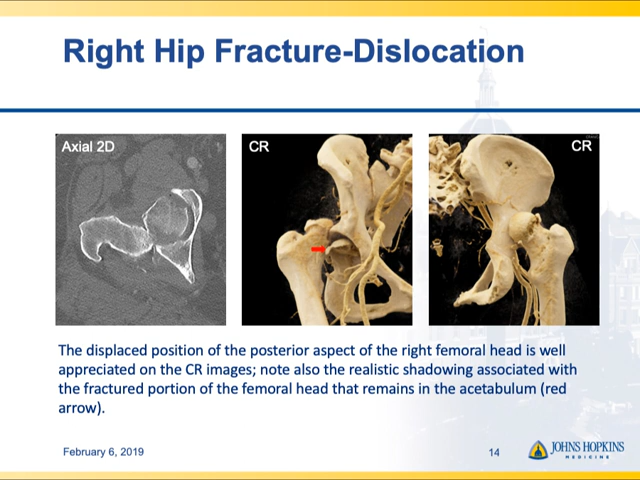 Right Hip Fracture-Dislocation
Axial 2D
CR
CR
The displaced position of the posterior aspect of the right femoral head is well
appreciated on the CR images; note also the realistic shadowing associated with
the fractured portion of the femoral head that remains in the acetabulum (red
arrow).
February 6, 2019
14
JOHNS HOPKINS
MEDICINE